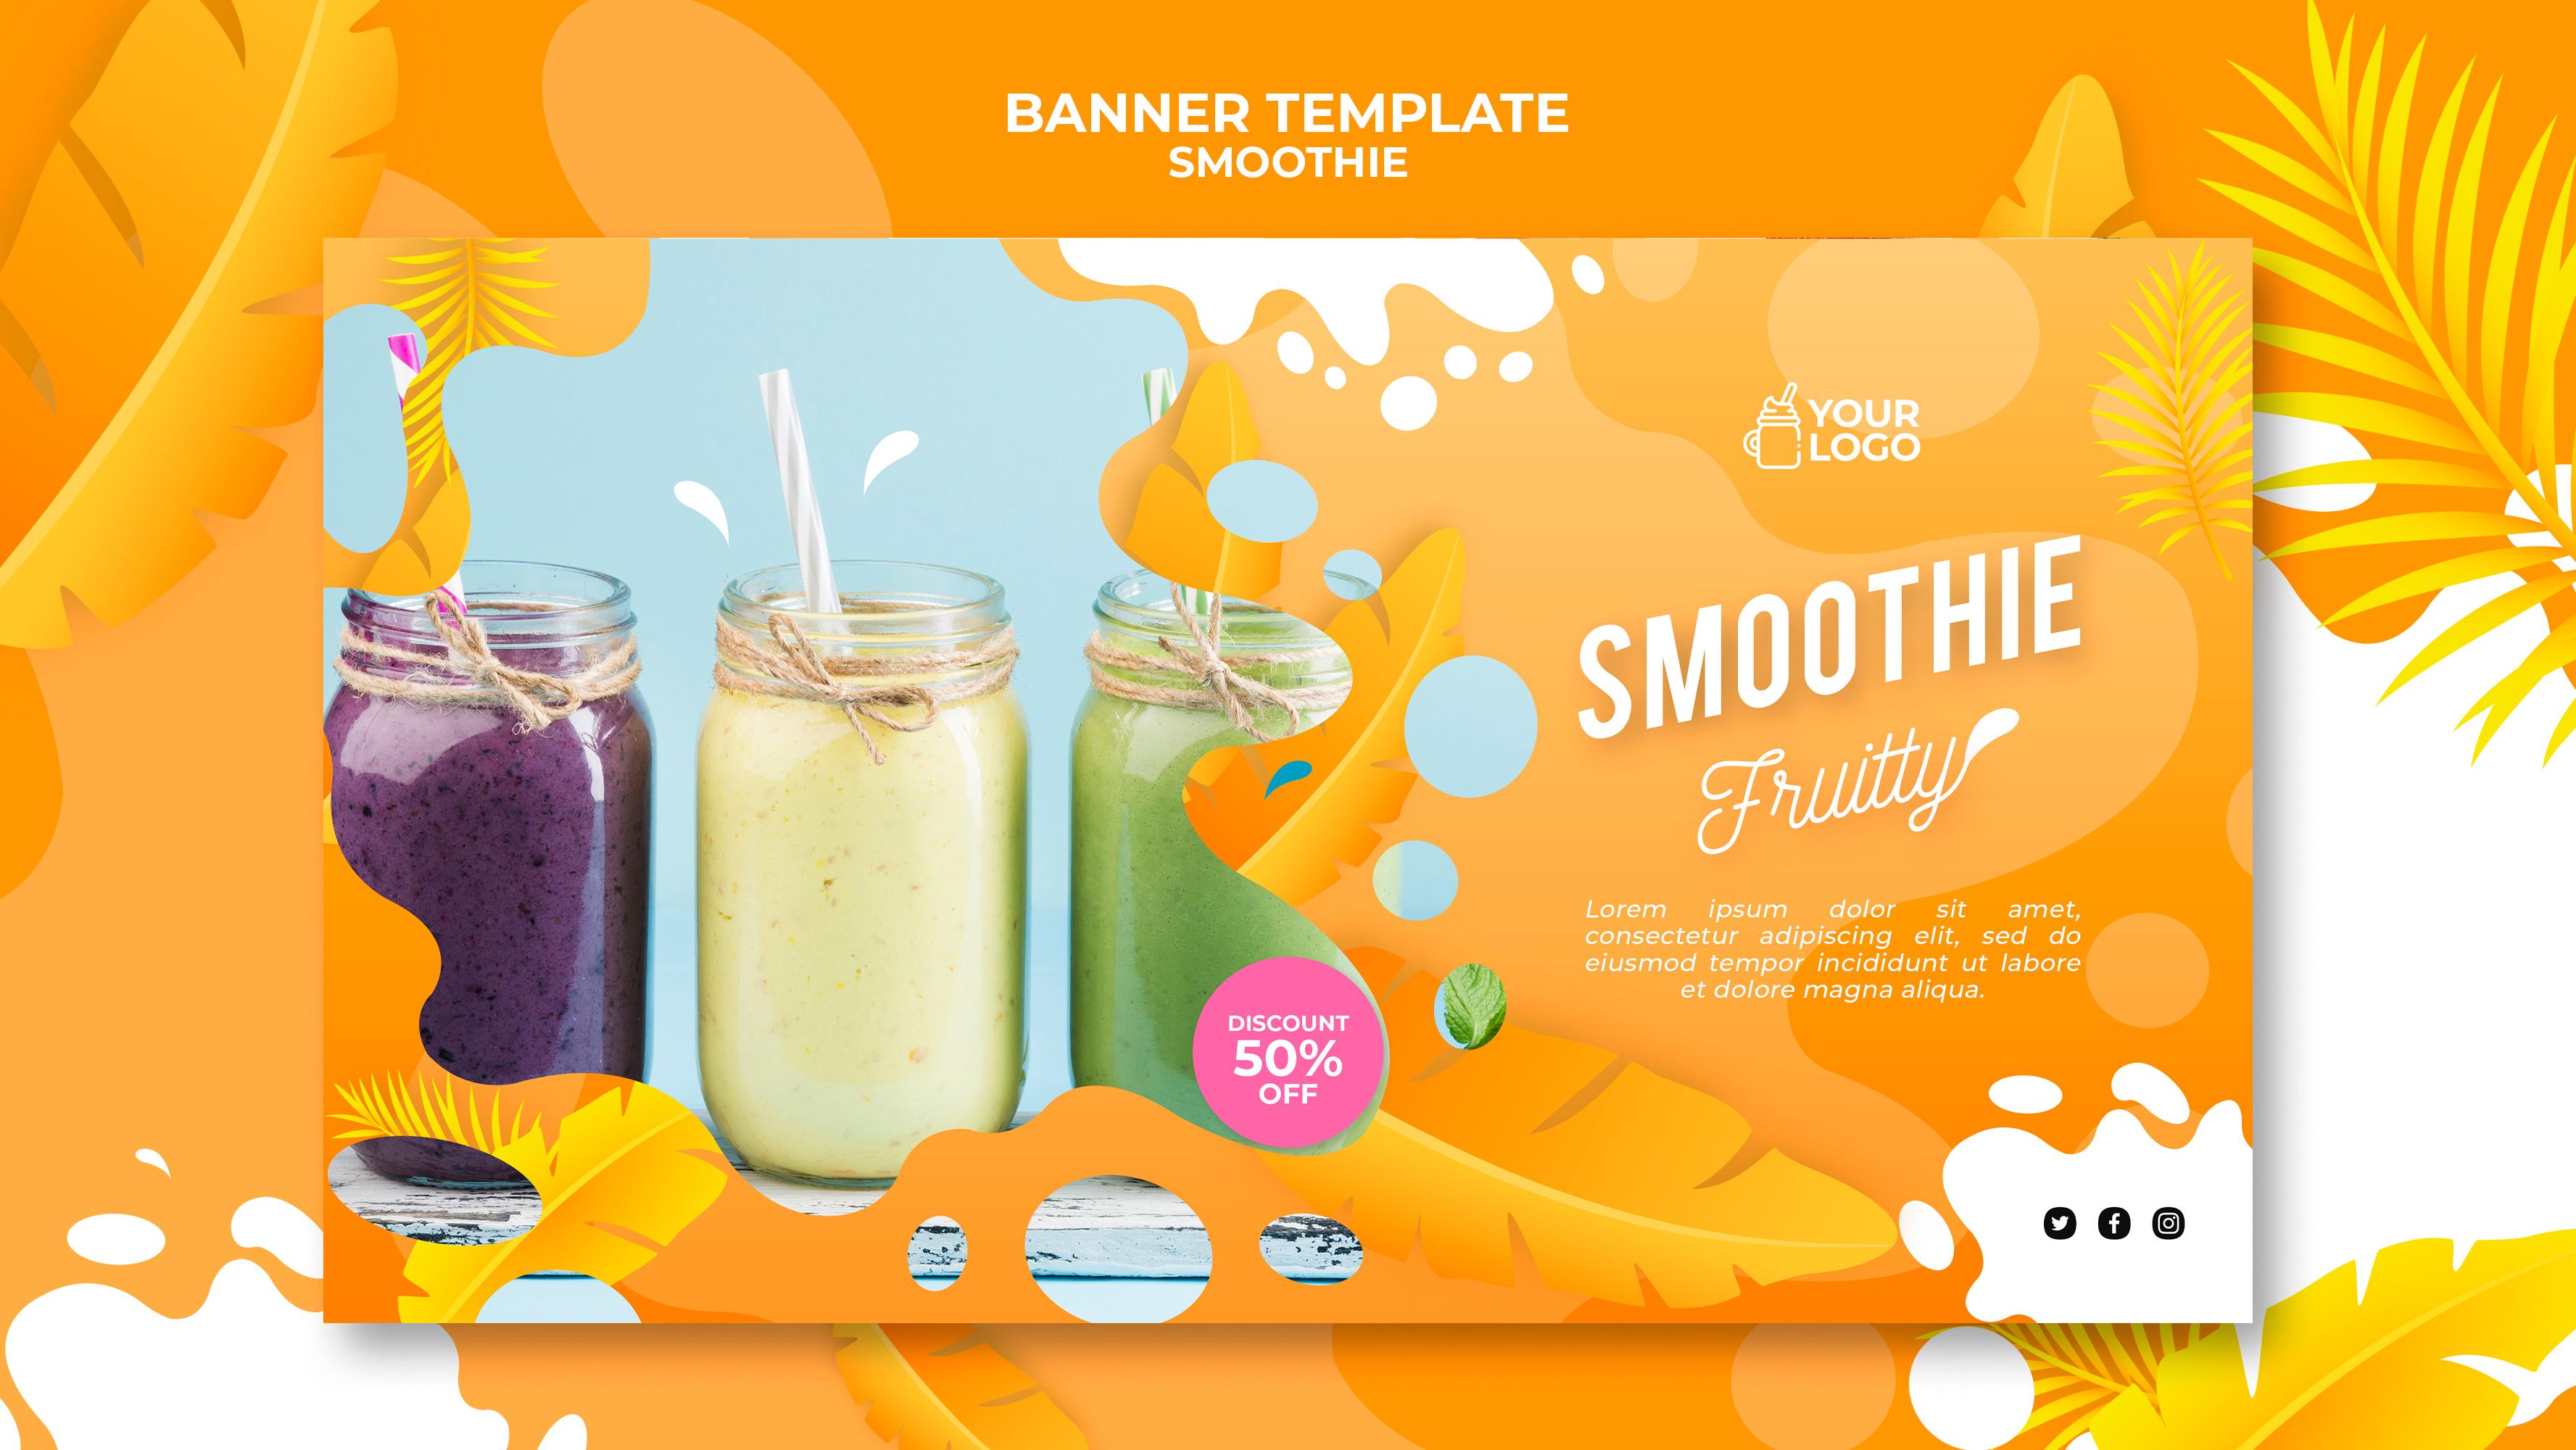 BANNER TEMPLATE
SMOOTHIE
YOUR
LOGO
SMOOTHIE
Fruitty
Lorem ipsum dolor sit amet,
consectetur adipiscing elit, sed do
eiusmod tempor incididunt ut labore
et dolore magna aliqua.
DISCOUNT
50%
OFF